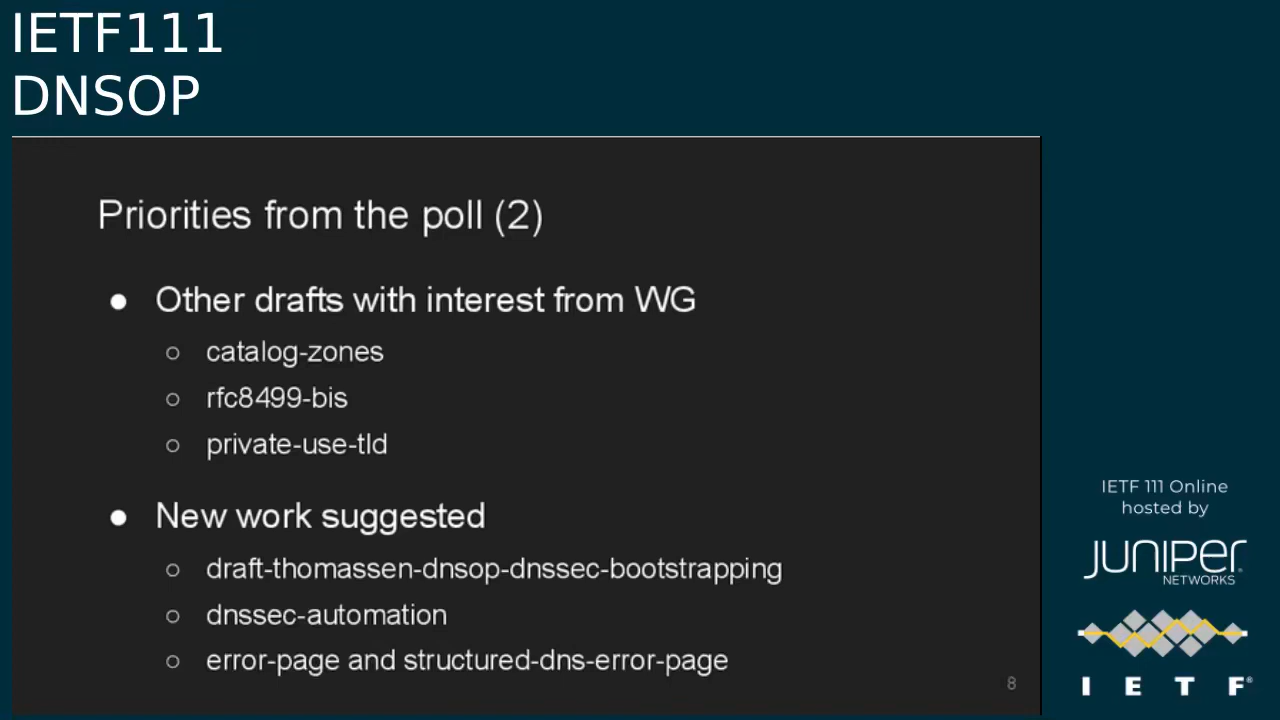 IETF111
DNSOP
Priorities from the poll (2)
● Other drafts with interest from WG
○ catalog-zones
○ rfc8499-bis
○ private-use-tld
● New work suggested
○ draft-thomassen-dnsop-dnssec-bootstrapping
○ dnssec-automation
○ error-page and structured-dns-error-page
8
IETF 111 Online
hosted by
JUNIPEr
NETWORKS
I E T F®